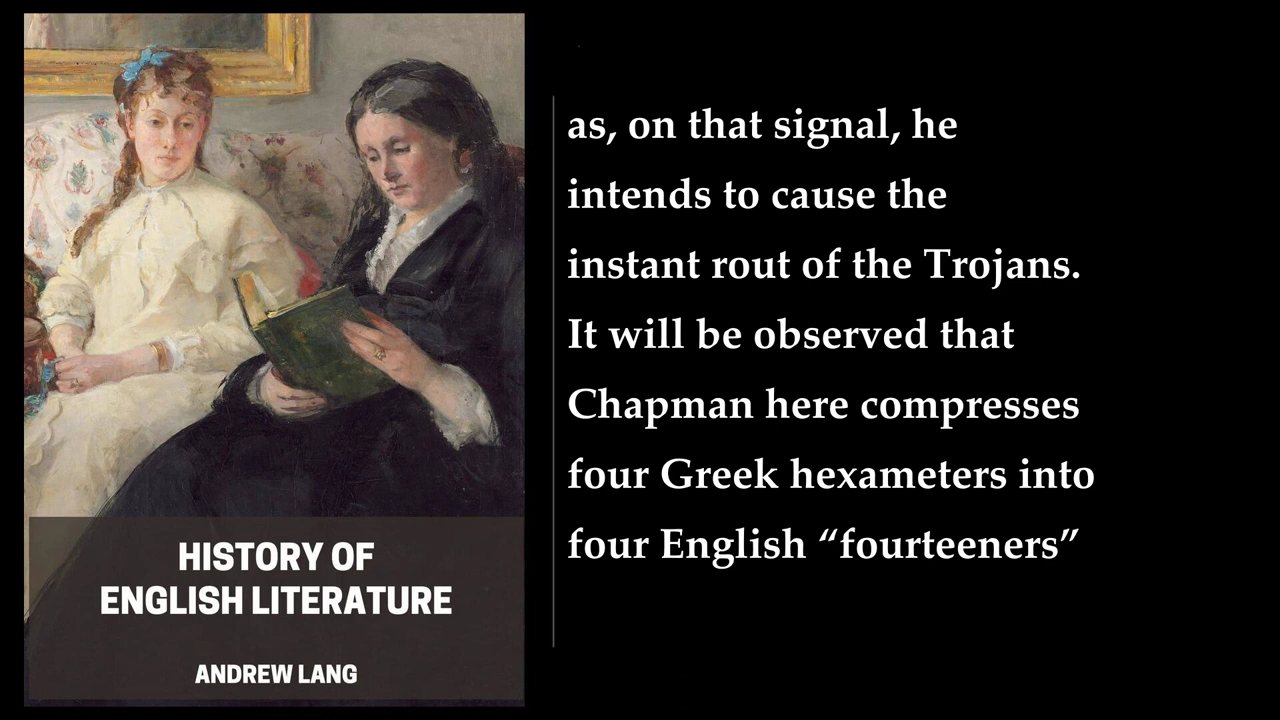 as, on that signal, he
intends to cause the
instant rout of the Trojans.
It will be observed that
Chapman here compresses
four Greek hexameters into
four English “fourteeners”
HISTORY OF
ENGLISH LITERATURE
ANDREW LANG